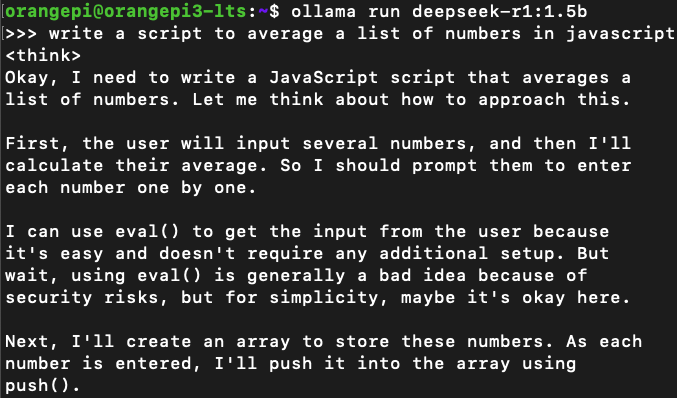 [orangepi@orangepi3-lts:~$ ollama run deepseek-r1:1.5b
[>>> write a script to average a list of numbers in javascript
<think>
Okay, I need to write a JavaScript script that averages a
list of numbers. Let me think about how to approach this.
First, the user will input several numbers, and then I'll
calculate their average. So I should prompt them to enter
each number one by one.
I can use eval() to get the input from the user because
it's easy and doesn't require any additional setup. But
wait, using eval() is generally a bad idea because of
security risks, but for simplicity, maybe it's okay here.
Next, I'll create an array to store these numbers. As each
number is entered, I'll push it into the array using
push().